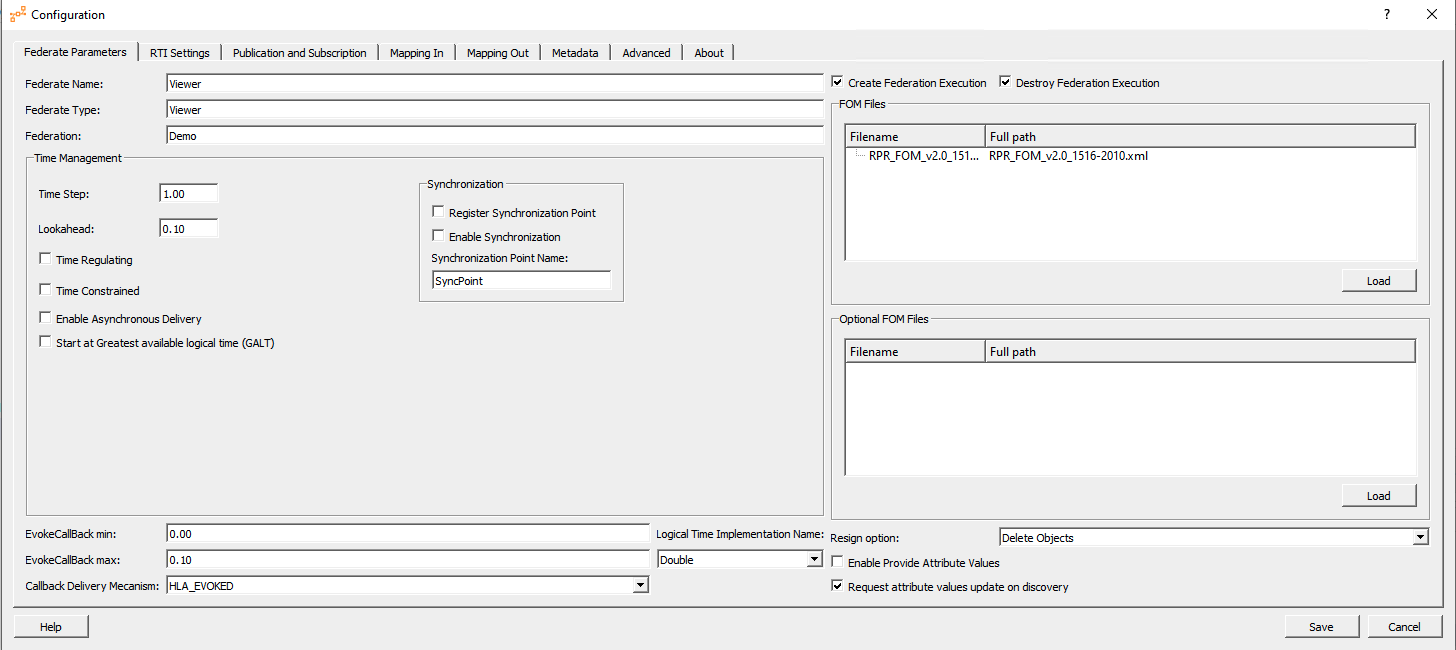 Configuration
?
Federate Parameters
RTI Settings
Publication and Subscription
Mapping In
Mapping Out
Metadata
Advanced
About
Federate Name:
Viewer
Federate Type:
Viewer
Federation:
Demo
Time Management
Time Step:
1.00
Lookahead:
0.10
Time Regulating
Time Constrained
Enable Asynchronous Delivery
Start at Greatest available logical time (GALT)
Synchronization
Register Synchronization Point
Enable Synchronization
Synchronization Point Name:
SyncPoint
EvokeCallBack min:
0.00
EvokeCallBack max:
0.10
Callback Delivery Mecanism:
HLA_EVOKED
Logical Time Implementation Name:
Double
Create Federation Execution
Destroy Federation Execution
FOM Files
Filename
Full path
RPR_FOM_v2.0_151...
RPR_FOM_v2.0_1516-2010.xml
Load
Optional FOM Files
Filename
Full path
Load
Resign option:
Delete Objects
Enable Provide Attribute Values
Request attribute values update on discovery
Help
Save
Cancel